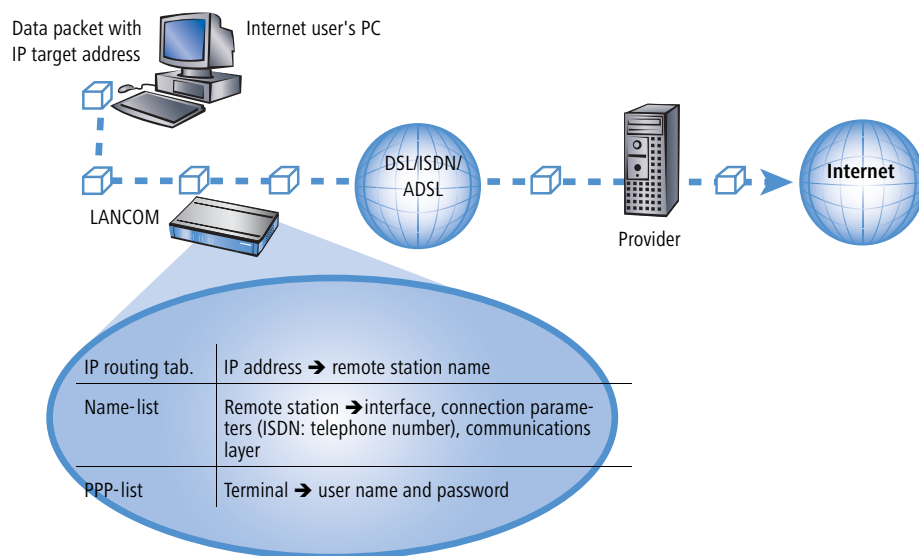 Data packet with
IP target address
Internet user's PC
DSL/ISDN/
ADSL
Internet
LANCOM
Provider
IP routing tab.
IP address ➔ remote station name
Name-list
Remote station ➔interface, connection parame-
ters (ISDN: telephone number), communications
layer
PPP-list
Terminal ➔ user name and password